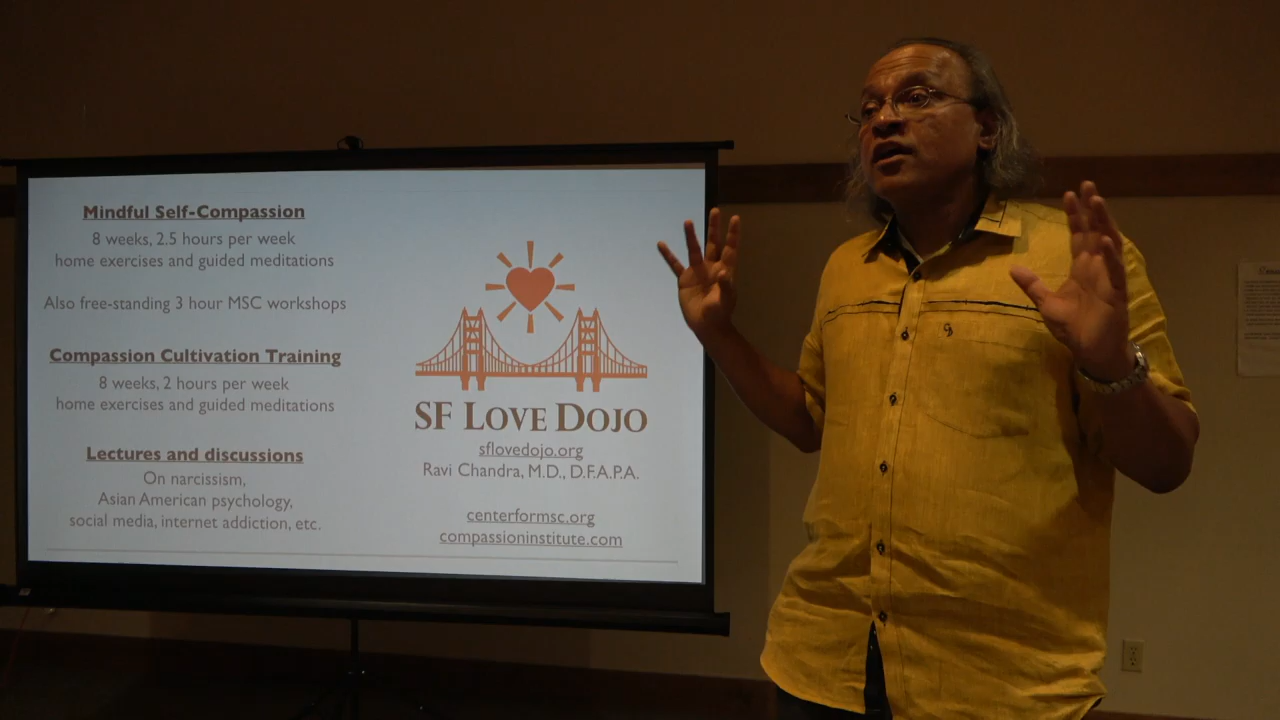 Mindful Self-Compassion
8 weeks, 2.5 hours per week
home exercises and guided meditations
Also free-standing 3 hour MSC workshops
Compassion Cultivation Training
8 weeks, 2 hours per week
home exercises and guided meditations
Lectures and discussions
On narcissism,
Asian American psychology,
social media, internet addiction, etc.
SF LOVE DOJO
sflovedojo.org
Ravi Chandra, M.D., D.F.A.P.A.
centerformsc.org
compassioninstitute.com